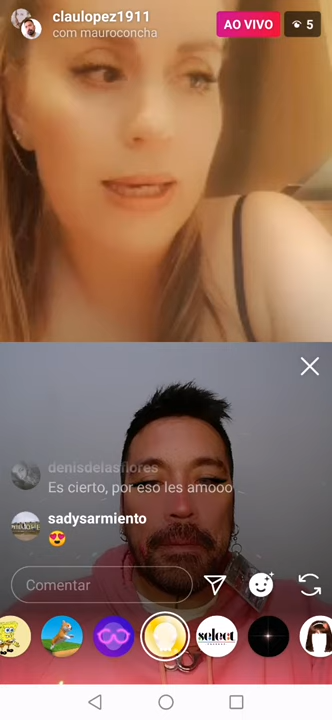 claulopez1911
com mauroconcha
AO VIVO
5
denisdelasflores
Es cierto, por eso les amooo
sadysarmiento
Comentar
select